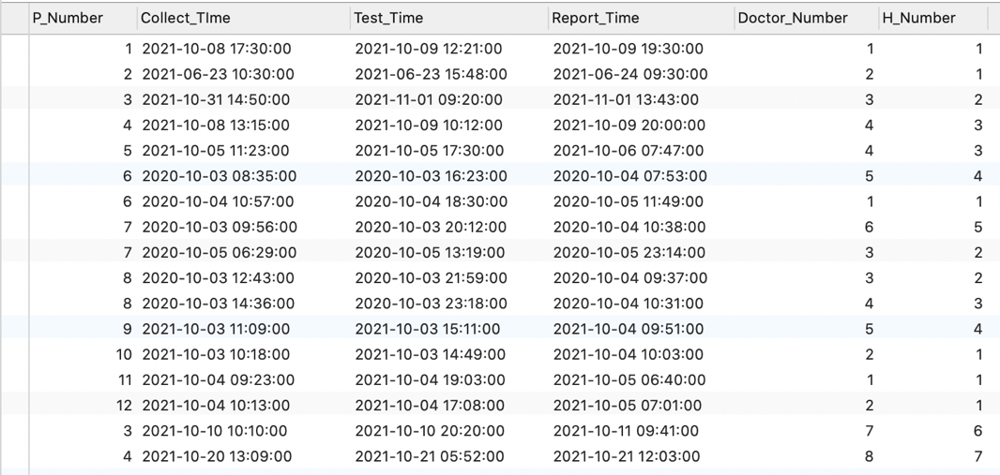 P_Number Collect_TIme Test_Time Report_Time Doctor_Number H_Number
1 2021-10-08 17:30:00 2021-10-09 12:21:00 2021-10-09 19:30:00 1 1
2 2021-06-23 10:30:00 2021-06-23 15:48:00 2021-06-24 09:30:00 2 1
3 2021-10-31 14:50:00 2021-11-01 09:20:00 2021-11-01 13:43:00 3 2
4 2021-10-08 13:15:00 2021-10-09 10:12:00 2021-10-09 20:00:00 4 3
5 2021-10-05 11:23:00 2021-10-05 17:30:00 2021-10-06 07:47:00 4 3
6 2020-10-03 08:35:00 2020-10-03 16:23:00 2020-10-04 07:53:00 5 4
6 2020-10-04 10:57:00 2020-10-04 18:30:00 2020-10-05 11:49:00 1 1
7 2020-10-03 09:56:00 2020-10-03 20:12:00 2020-10-04 10:38:00 6 5
7 2020-10-05 06:29:00 2020-10-05 13:19:00 2020-10-05 23:14:00 3 2
8 2020-10-03 12:43:00 2020-10-03 21:59:00 2020-10-04 09:37:00 3 2
8 2020-10-03 14:36:00 2020-10-03 23:18:00 2020-10-04 10:31:00 4 3
9 2021-10-03 11:09:00 2021-10-03 15:11:00 2021-10-04 09:51:00 5 4
10 2021-10-03 10:18:00 2021-10-03 14:49:00 2021-10-04 10:03:00 2 1
11 2021-10-04 09:23:00 2021-10-04 19:03:00 2021-10-05 06:40:00 1 1
12 2021-10-04 10:13:00 2021-10-04 17:08:00 2021-10-05 07:01:00 2 1
3 2021-10-10 10:10:00 2021-10-10 20:20:00 2021-10-11 09:41:00 7 6
4 2021-10-20 13:09:00 2021-10-21 05:52:00 2021-10-21 12:03:00 8 7